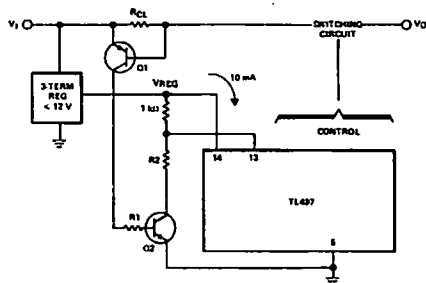 VI
RCL
SWITCHING
CIRCUIT
VO
Q1
3-TERM
REG
< 12 V
VREG
10 mA
1 kΩ
CONTROL
14
13
R2
TL497
R1
Q2
5